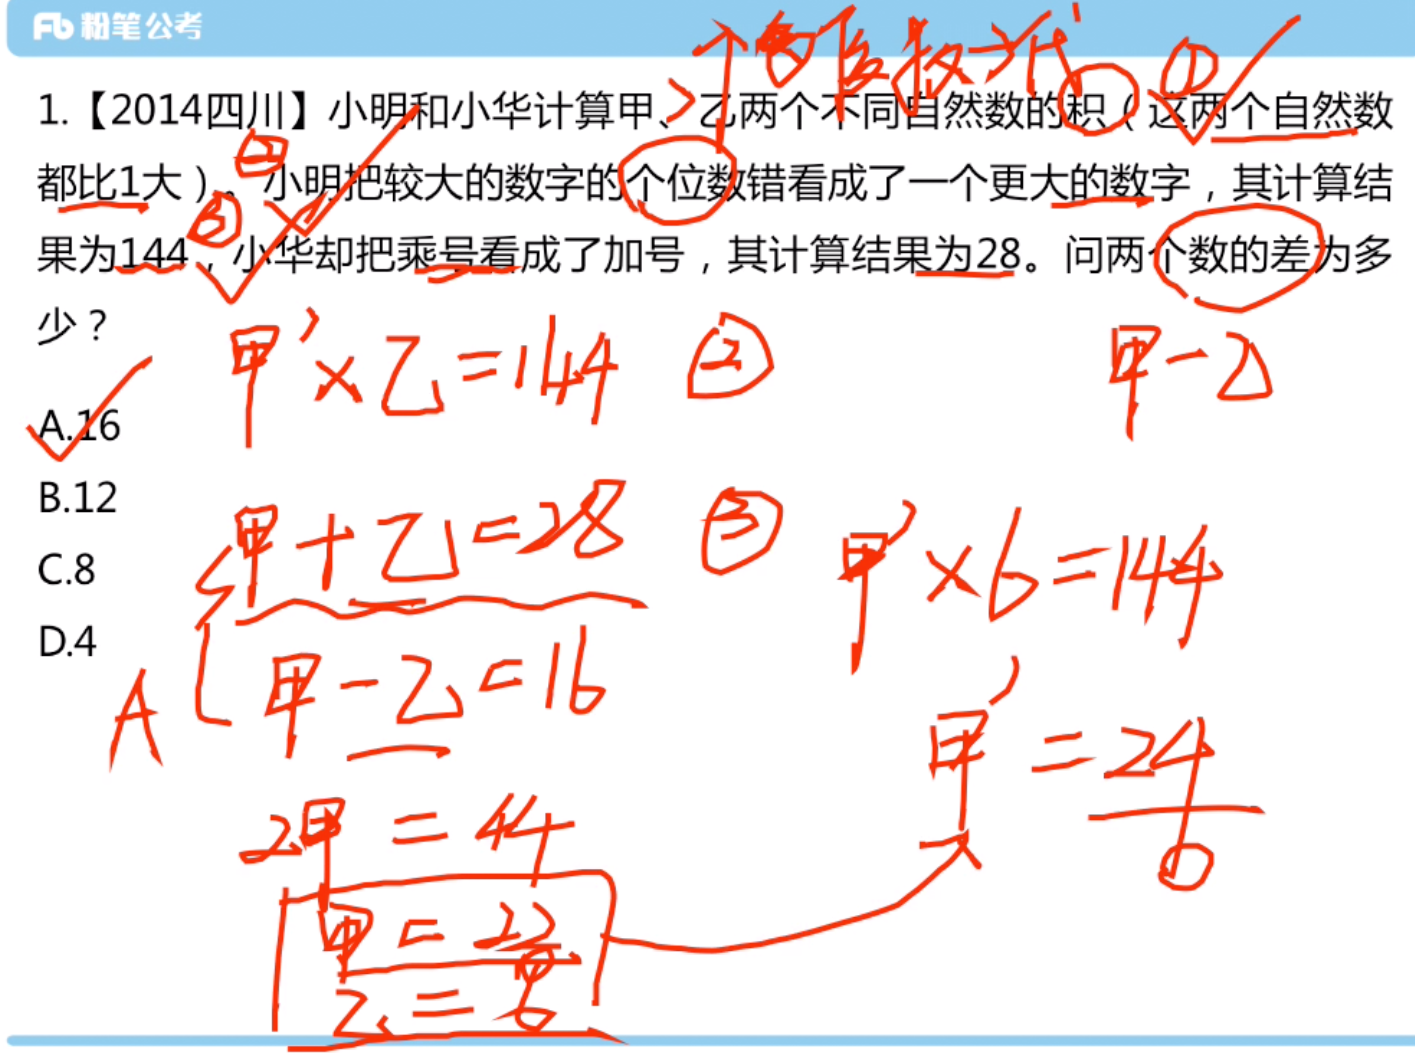 粉笔公考
个位数变大
①
1.【2014四川】小明和小华计算甲、乙两个不同自然数的积（这两个自然数
②
都比1大）。小明把较大的数字的个位数错看成了一个更大的数字，其计算结
③
果为144，小华却把乘号看成了加号，其计算结果为28。问两个数的差为多
少？
甲'×乙=144 ②
甲-乙
A.16
B.12
甲+乙=28 ③
甲'×6=144
C.8
D.4
A
甲-乙=16
甲'=24
2甲=44
甲=22
乙=6